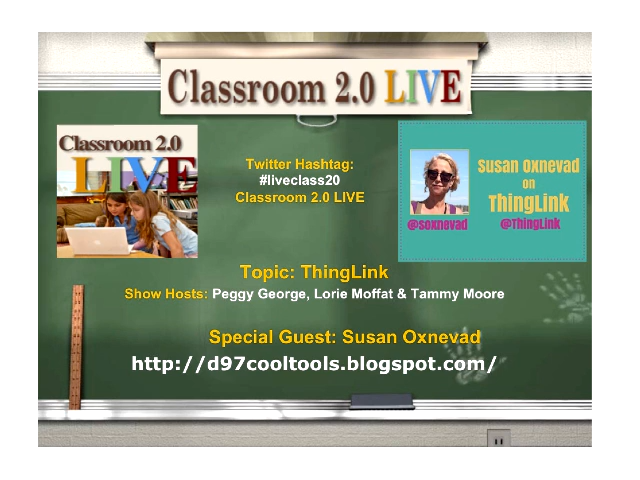 Classroom 2.0 LIVE
Classroom 2.0
LIVE
Twitter Hashtag:
#liveclass20
Classroom 2.0 LIVE
Susan Oxnevad
on
ThingLink
@soxnevad
@ThingLink
Topic: ThingLink
Show Hosts: Peggy George, Lorie Moffat & Tammy Moore
Special Guest: Susan Oxnevad
http://d97cooltools.blogspot.com/